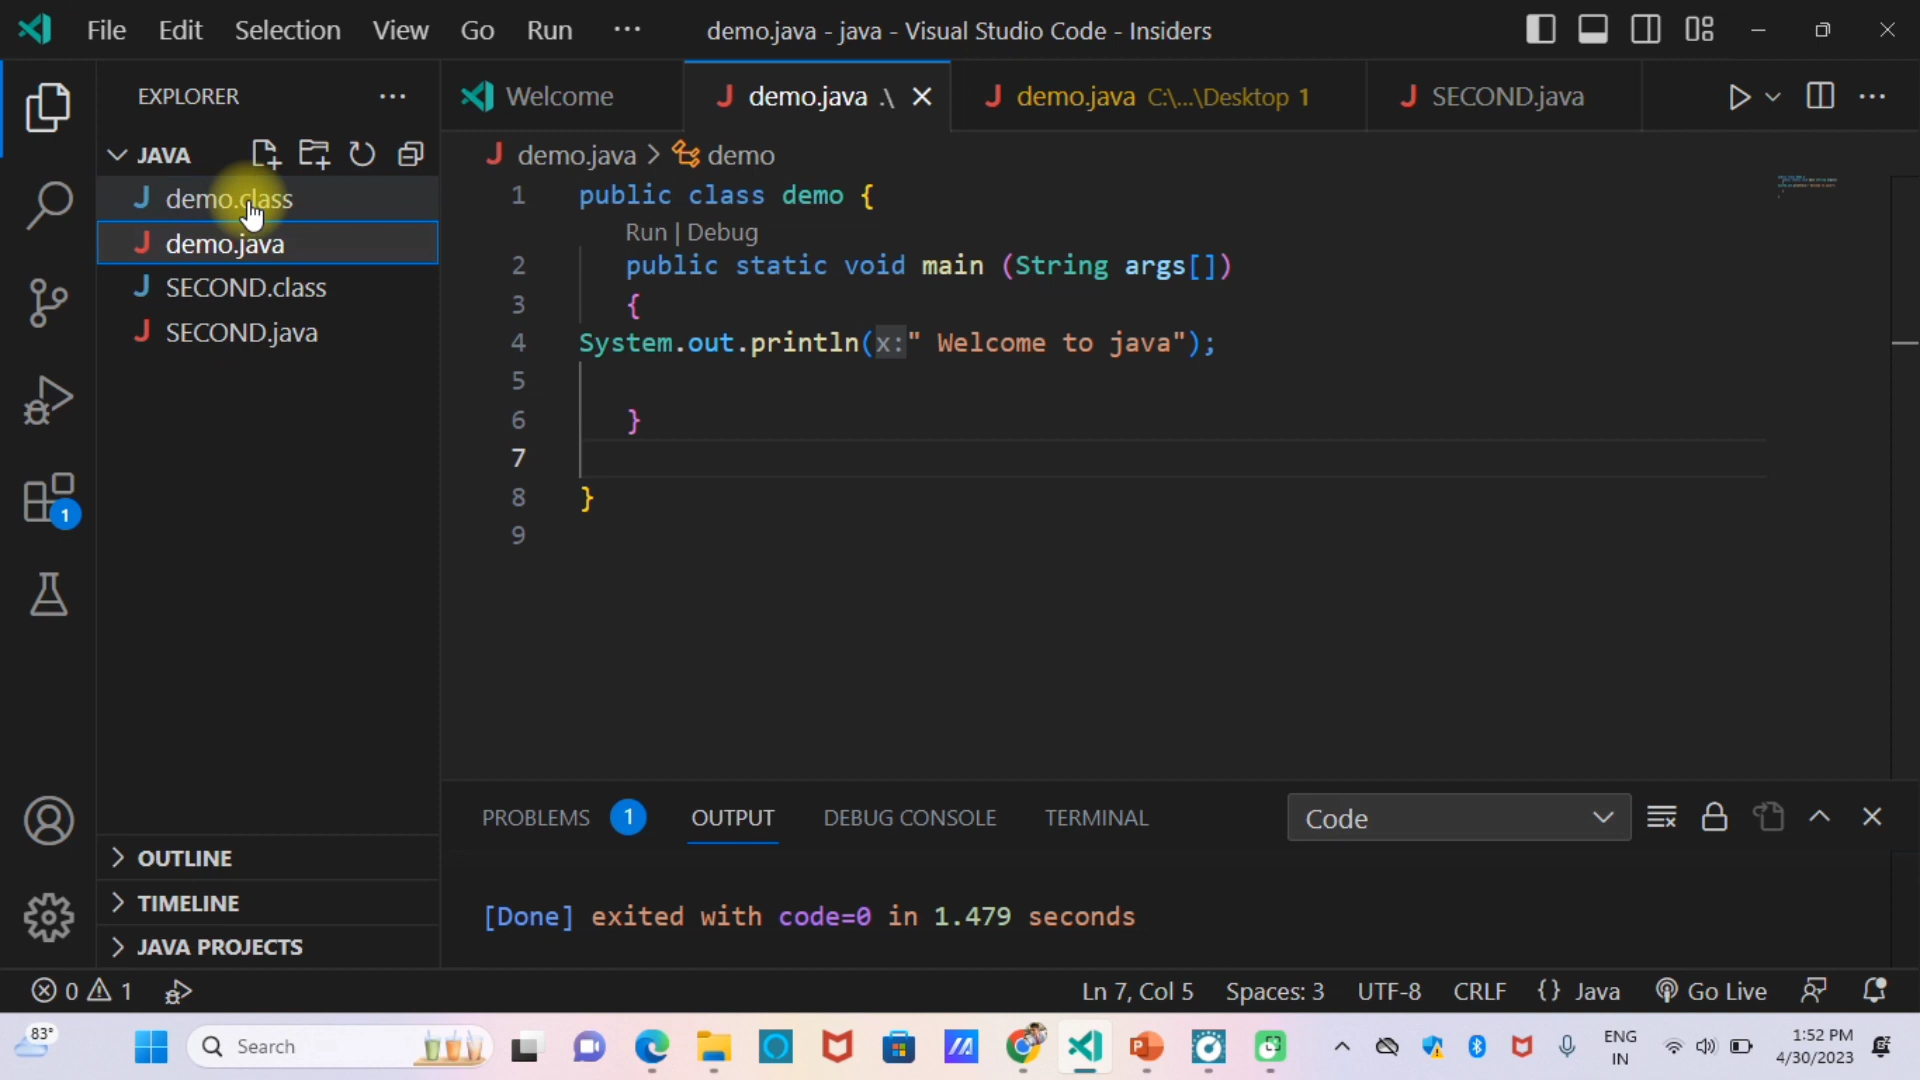 File Edit Selection View Go Run ··· demo.java - java - Visual Studio Code - Insiders
EXPLORER ···
JAVA
demo.class
demo.java
SECOND.class
SECOND.java
OUTLINE
TIMELINE
JAVA PROJECTS
1
Welcome demo.java .\ demo.java C:\...\Desktop 1 SECOND.java
demo.java > demo
1 public class demo {
Run | Debug
2 public static void main (String args[])
3 {
4 System.out.println(x:" Welcome to java");
5
6 }
7
8 }
9
PROBLEMS 1 OUTPUT DEBUG CONSOLE TERMINAL Code
[Done] exited with code=0 in 1.479 seconds
0 1 Ln 7, Col 5 Spaces: 3 UTF-8 CRLF {} Java Go Live
83° Search ENG IN 1:52 PM 4/30/2023